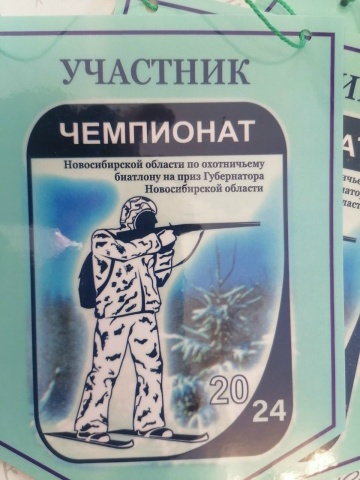 УЧАСТНИК
ЧЕМПИОНАТ
Новосибирской области по охотничьему
биатлону на приз Губернатора
Новосибирской области
20
24